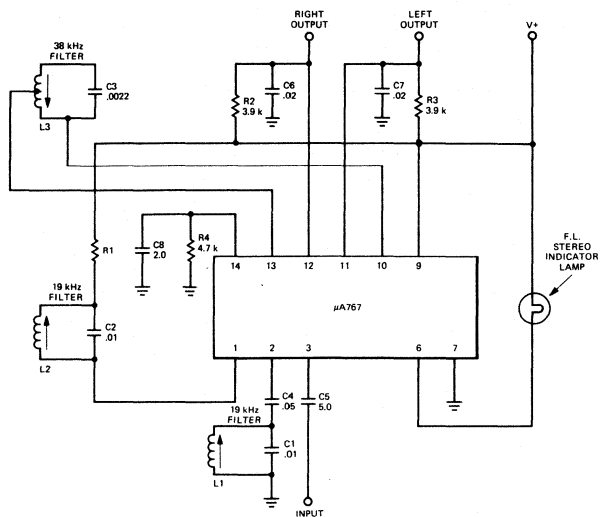 RIGHT
OUTPUT
LEFT
OUTPUT
V+
38 kHz
FILTER
C3
.0022
L3
C6
.02
R2
3.9 k
C7
.02
R3
3.9 k
R1
C8
2.0
R4
4.7 k
14
13
12
11
10
9
F.L.
STEREO
INDICATOR
LAMP
19 kHz
FILTER
C2
.01
L2
µA767
1
2
3
6
7
C4
.05
C5
5.0
19 kHz
FILTER
C1
.01
L1
INPUT